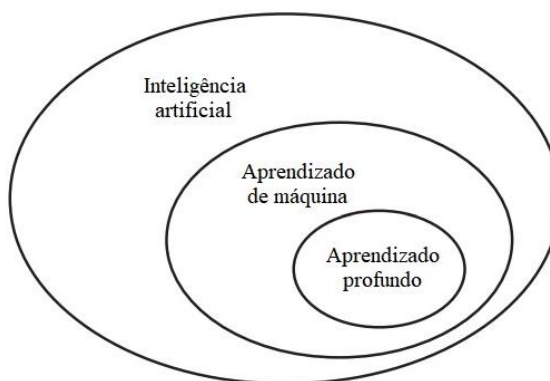 Inteligência
artificial
Aprendizado
de máquina
Aprendizado
profundo